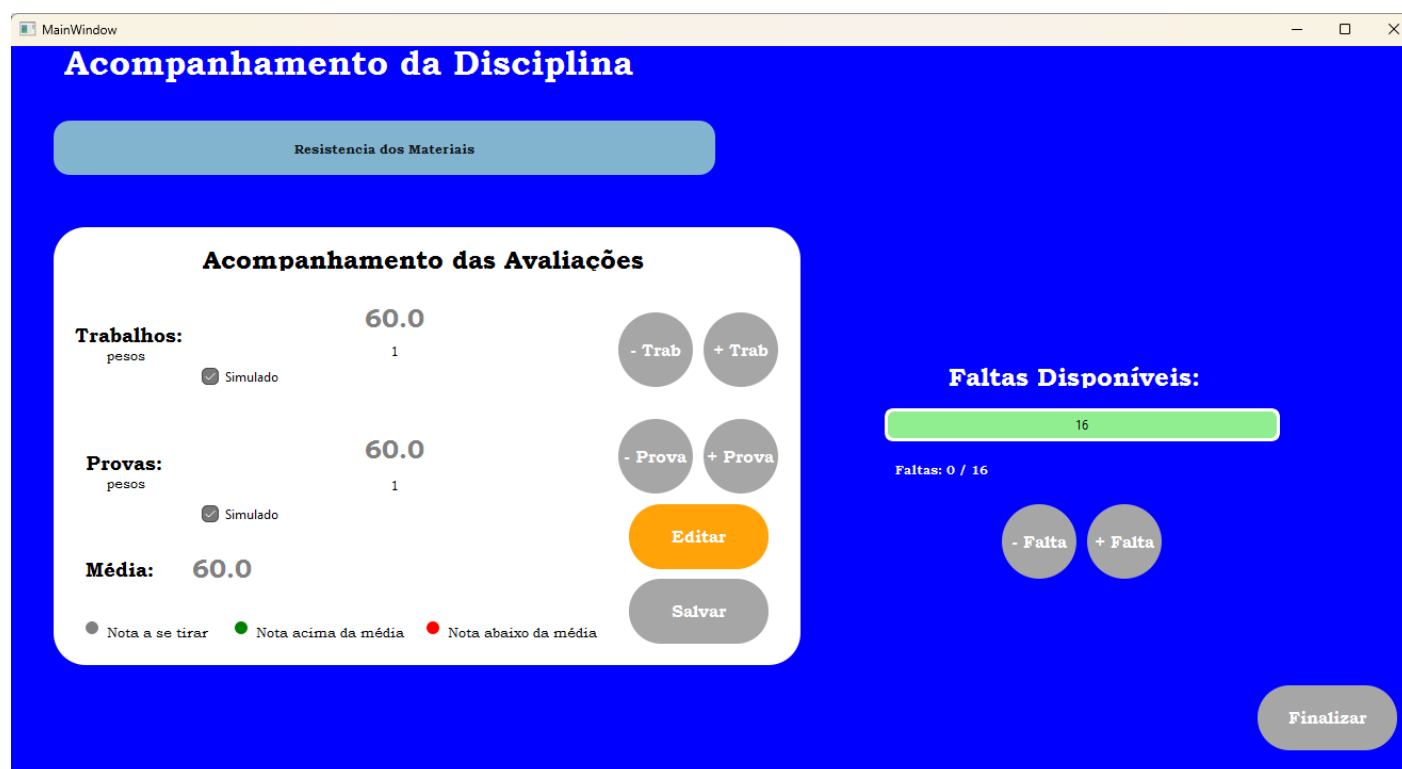 MainWindow
Acompanhamento da Disciplina
Resistencia dos Materiais
Acompanhamento das Avaliações
Trabalhos:
pesos
60.0
1
Simulado
- Trab
+ Trab
Provas:
pesos
60.0
1
Simulado
- Prova
+ Prova
Editar
Média:
60.0
Salvar
Nota a se tirar
Nota acima da média
Nota abaixo da média
Faltas Disponíveis:
16
Faltas: 0 / 16
- Falta
+ Falta
Finalizar